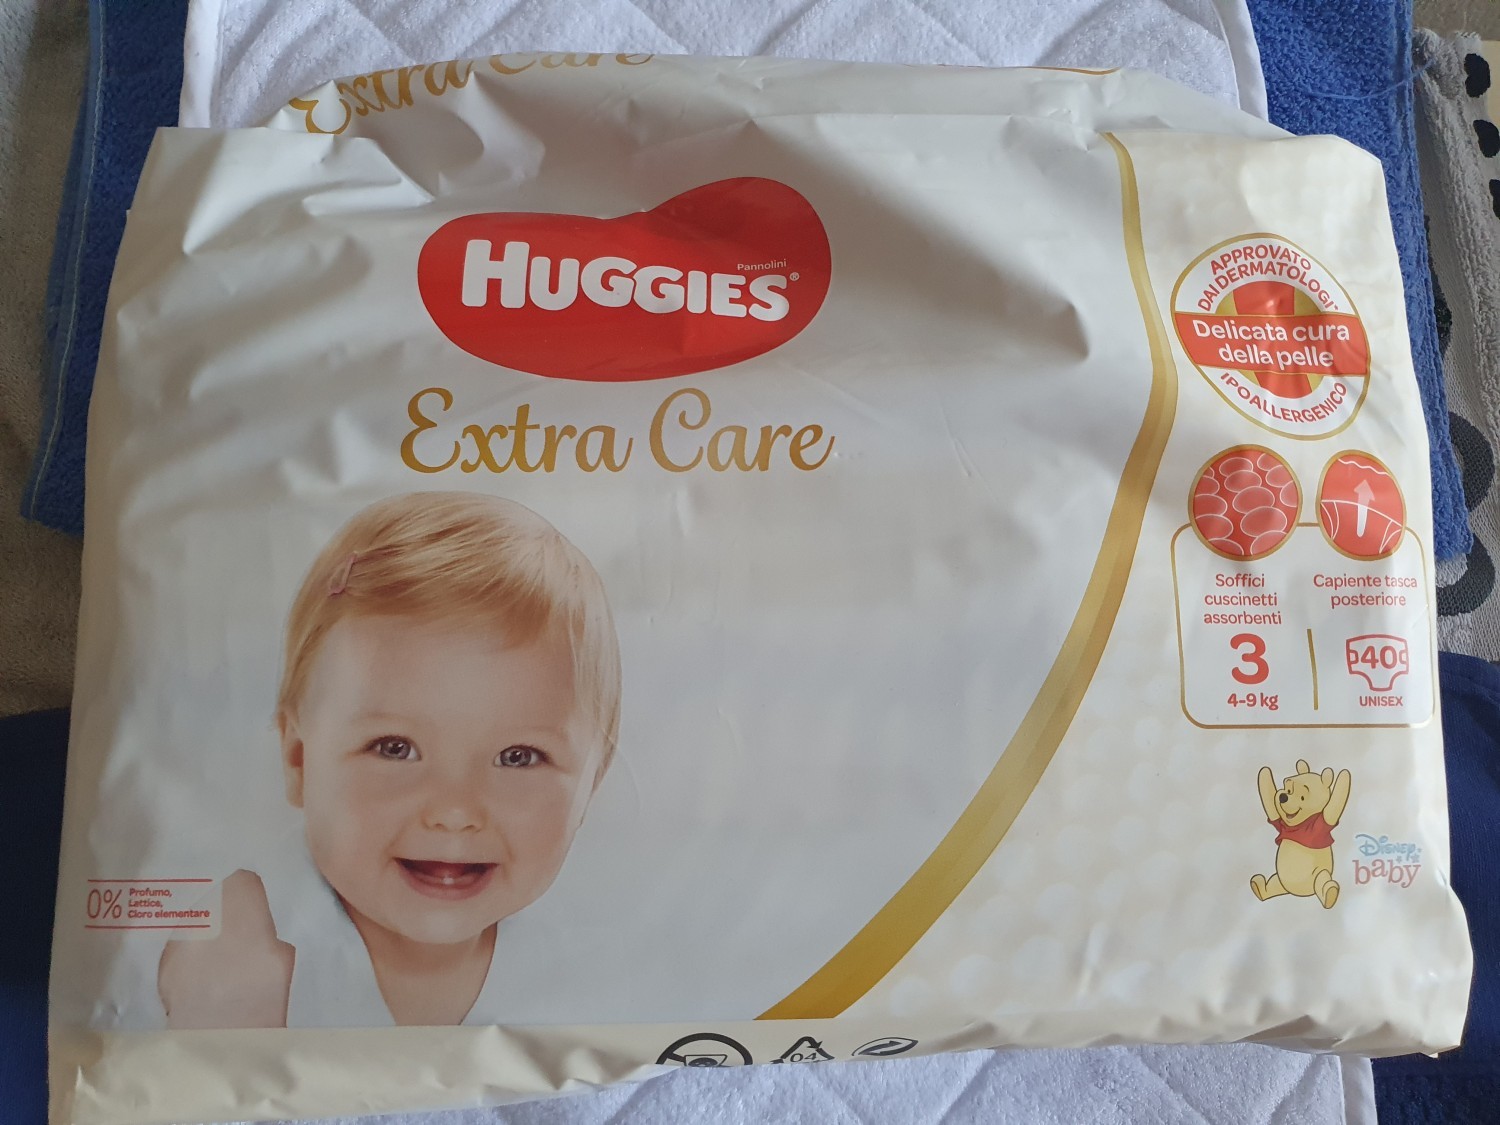 Extra Care
HUGGIES®
Pannolini
Extra Care
APPROVATO
DAI DERMATOLOGI*
Delicata cura
della pelle
IPOALLERGENICO
Soffici
cuscinetti
assorbenti
Capiente tasca
posteriore
3
4-9 kg
40
UNISEX
0%
Profumo,
Lattice,
Cloro elementare
Disney
baby
04